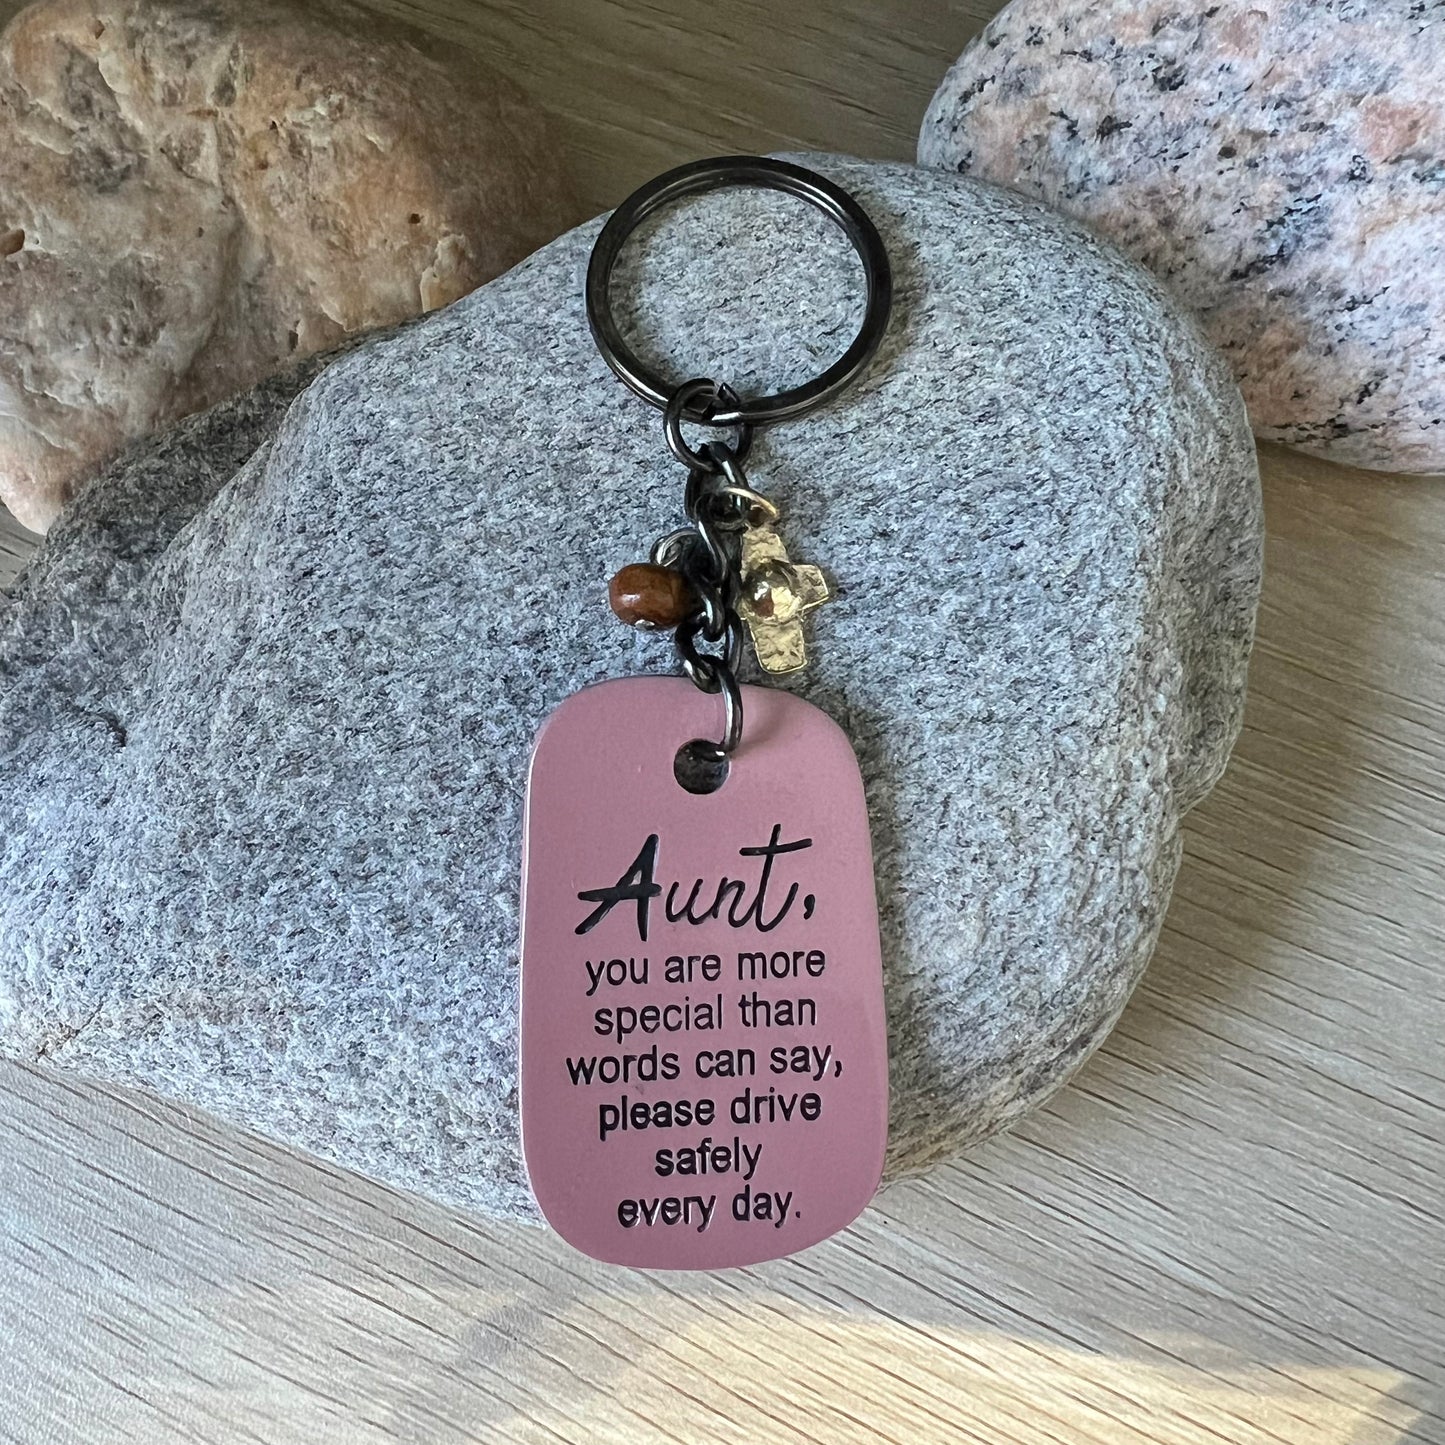 Aunt,
you are more
special than
words can say,
please drive
safely
every day.